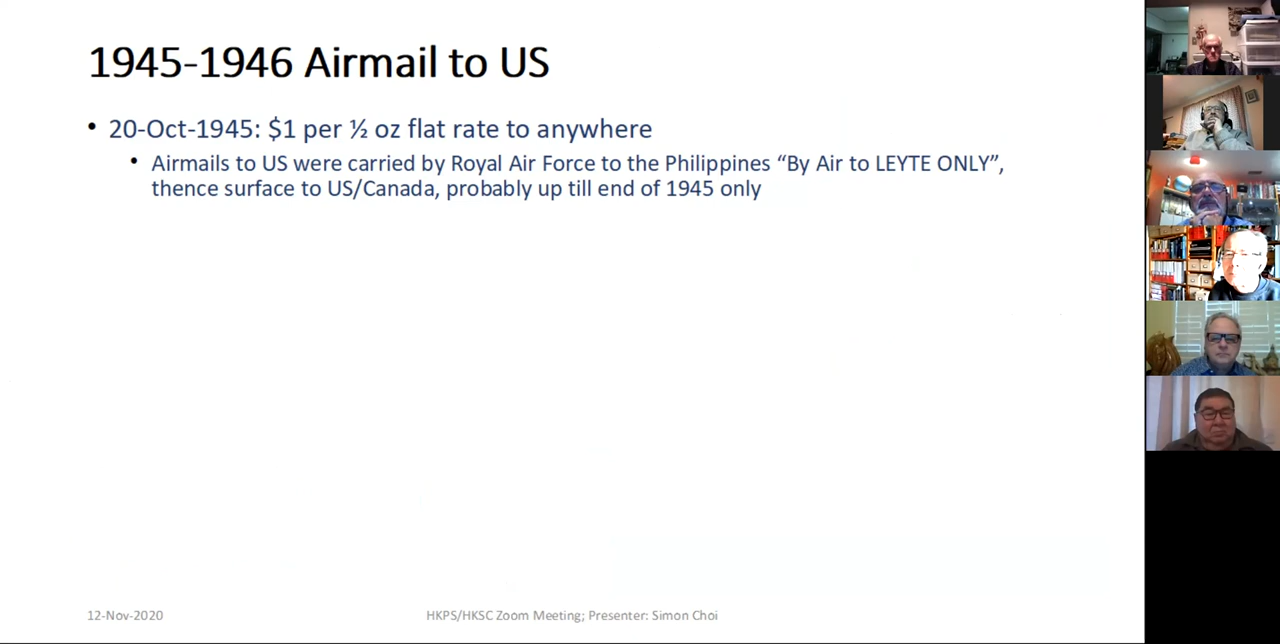 1945-1946 Airmail to US
• 20-Oct-1945: $1 per ½ oz flat rate to anywhere
• Airmails to US were carried by Royal Air Force to the Philippines “By Air to LEYTE ONLY”,
thence surface to US/Canada, probably up till end of 1945 only
12-Nov-2020
HKPS/HKSC Zoom Meeting; Presenter: Simon Choi